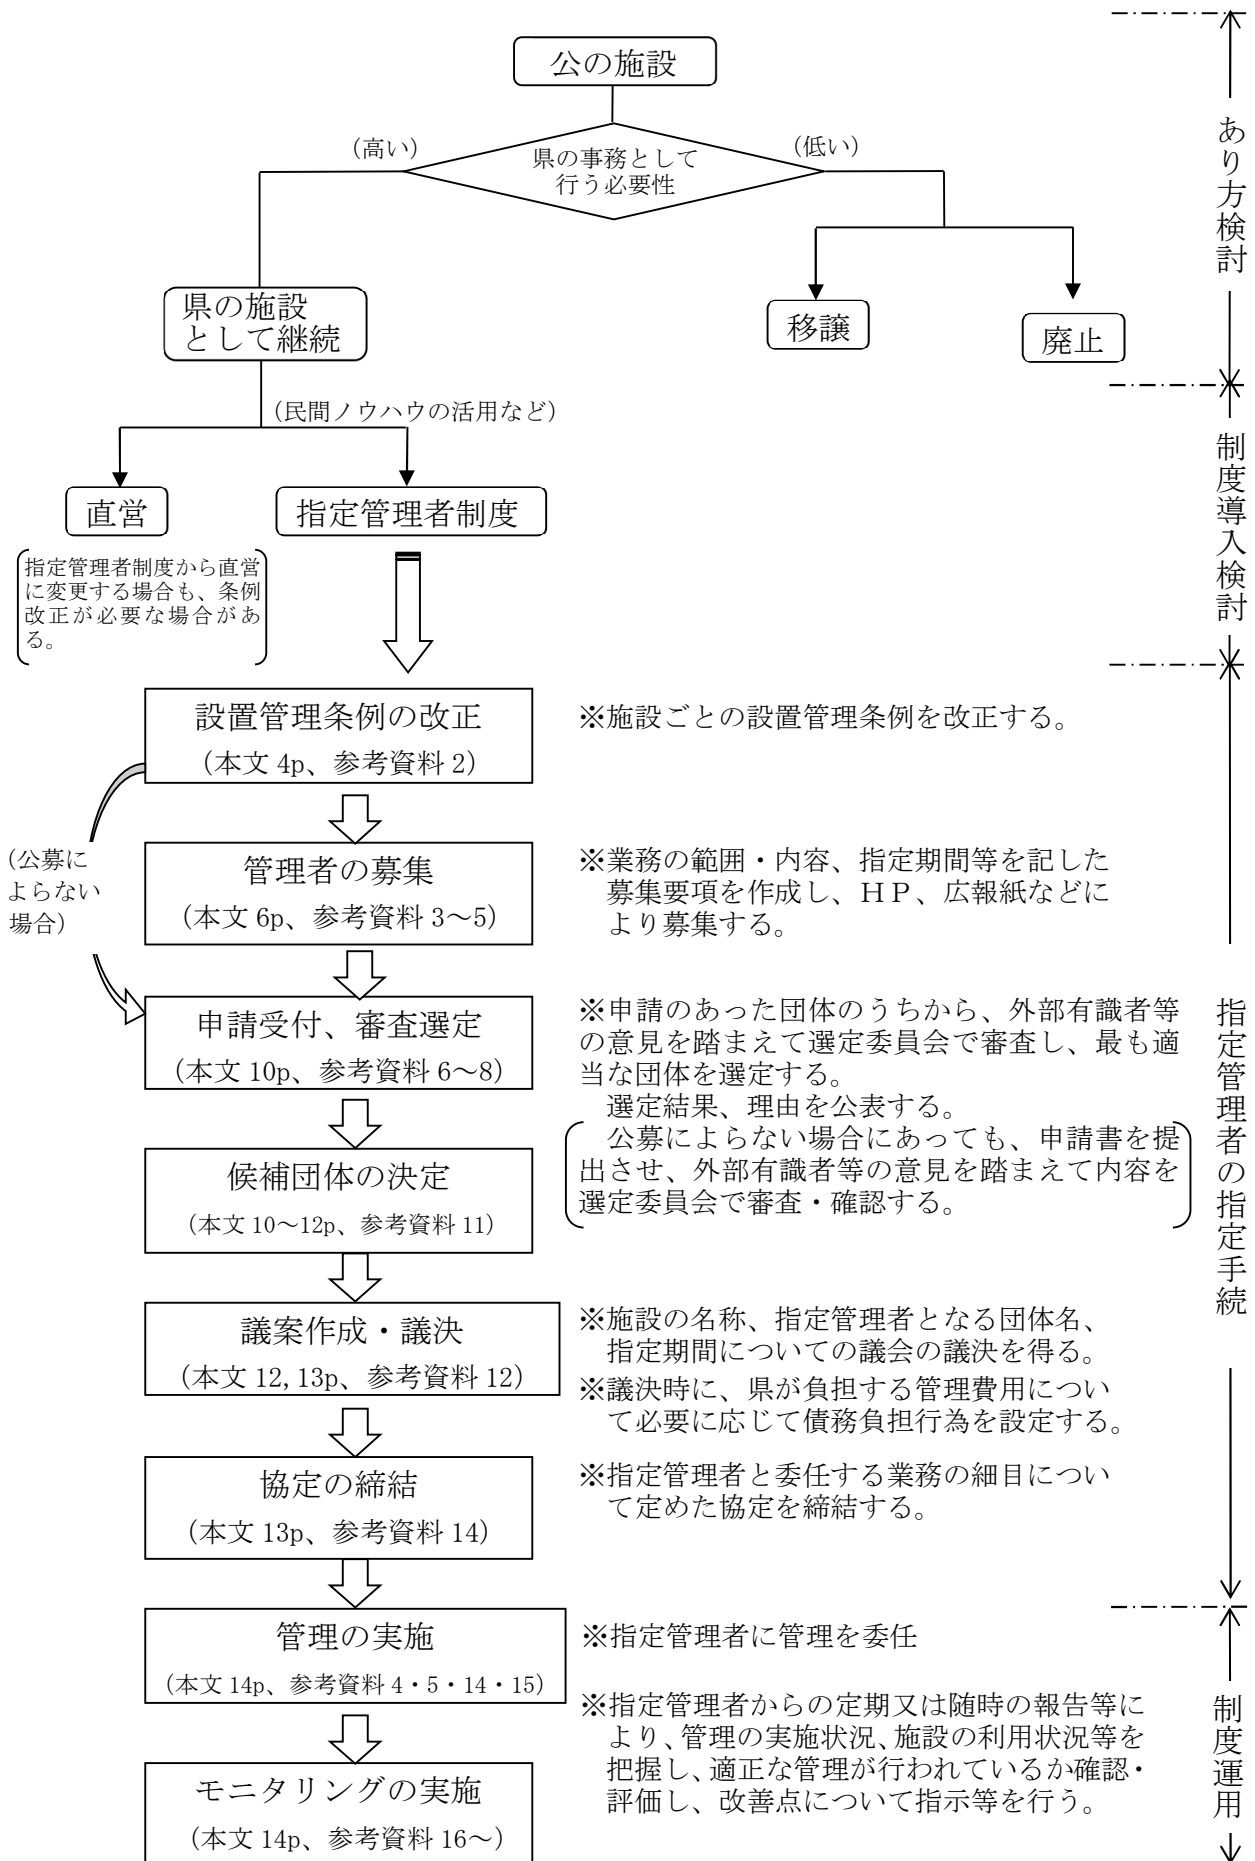 公の施設
(高い)
県の事務として
行う必要性
(低い)
あり方検討
県の施設
として継続
移譲
廃止
(民間ノウハウの活用など)
直営
指定管理者制度
制度導入検討
指定管理者制度から直営
に変更する場合も、条例
改正が必要な場合があ
る。
設置管理条例の改正
(本文 4p、参考資料 2)
※施設ごとの設置管理条例を改正する。
(公募に
よらない
場合)
管理者の募集
(本文 6p、参考資料 3～5)
※業務の範囲・内容、指定期間等を記した
募集要項を作成し、ＨＰ、広報紙などに
より募集する。
申請受付、審査選定
(本文 10p、参考資料 6～8)
※申請のあった団体のうちから、外部有識者等
の意見を踏まえて選定委員会で審査し、最も適
当な団体を選定する。
選定結果、理由を公表する。
公募によらない場合にあっても、申請書を提
出させ、外部有識者等の意見を踏まえて内容を
選定委員会で審査・確認する。
指定管理者の指定手続
候補団体の決定
(本文 10～12p、参考資料 11)
議案作成・議決
(本文 12,13p、参考資料 12)
※施設の名称、指定管理者となる団体名、
指定期間についての議会の議決を得る。
※議決時に、県が負担する管理費用につい
て必要に応じて債務負担行為を設定する。
協定の締結
(本文 13p、参考資料 14)
※指定管理者と委任する業務の細目につい
て定めた協定を締結する。
管理の実施
(本文 14p、参考資料 4・5・14・15)
※指定管理者に管理を委任
モニタリングの実施
(本文 14p、参考資料 16～)
※指定管理者からの定期又は随時の報告等に
より、管理の実施状況、施設の利用状況等を
把握し、適正な管理が行われているか確認・
評価し、改善点について指示等を行う。
制度運用